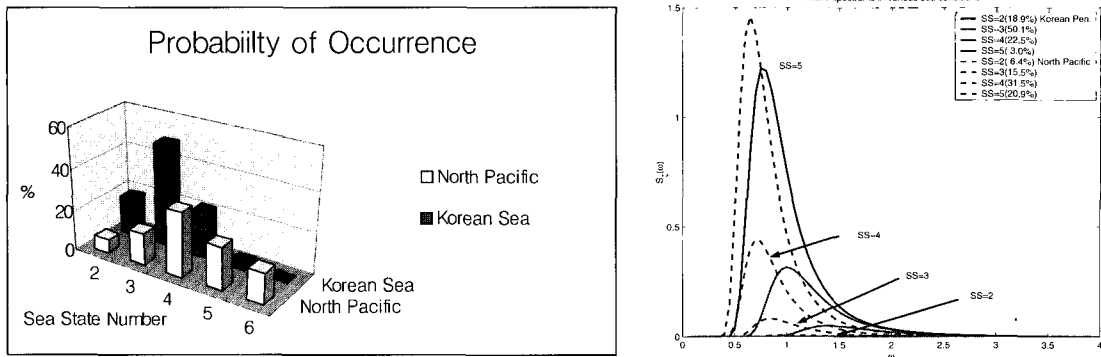 Probabiilty of Occurrence
60
40
%
20
0
2
3
4
5
6
Sea State Number
Korean Sea
North Pacific
North Pacific
Korean Sea
1.5
1
0.5
0
0
0.5
1
1.5
2
2.5
3
3.5
4
SS=2(18.9%) Korean Pen.
SS=3(50.1%)
SS=4(22.5%)
SS=5( 3.0%)
SS=2( 6.4%) North Pacific
SS=3(15.5%)
SS=4(31.5%)
SS=5(20.9%)
SS=5
SS=4
SS=3
SS=2